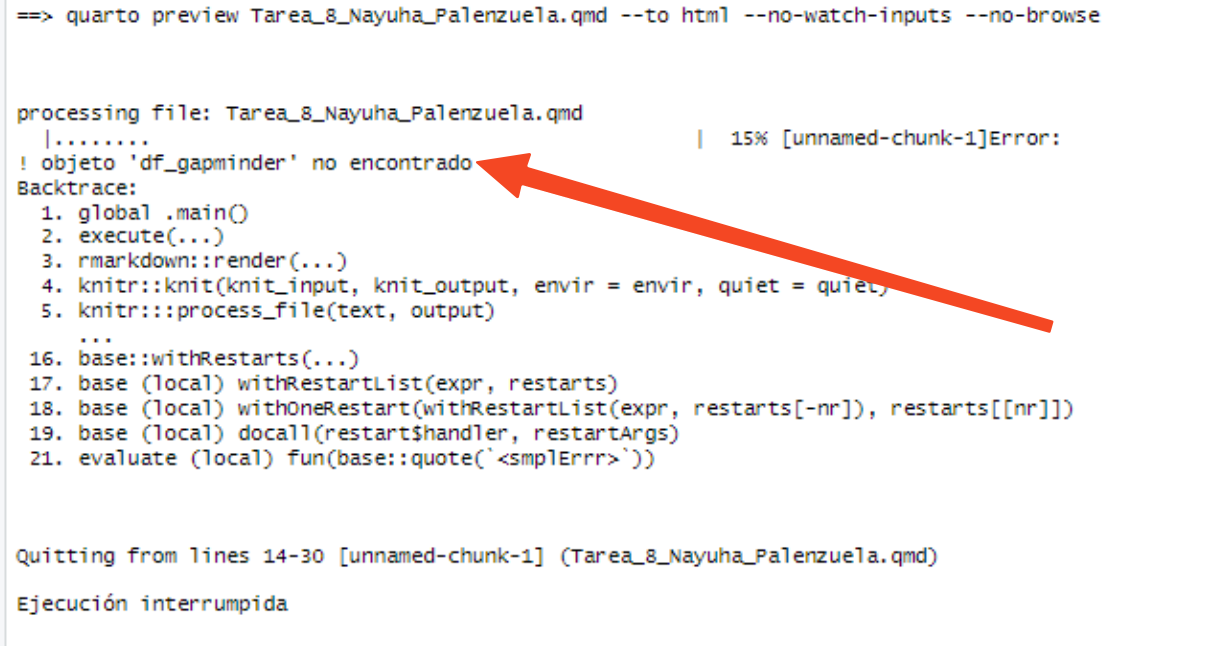 ==> quarto preview Tarea_8_Nayuha_Palenzuela.qmd --to html --no-watch-inputs --no-browse
processing file: Tarea_8_Nayuha_Palenzuela.qmd
|........ | 15% [unnamed-chunk-1]Error:
! objeto 'df_gapminder' no encontrado
Backtrace:
1. global .main()
2. execute(...)
3. rmarkdown::render(...)
4. knitr::knit(knit_input, knit_output, envir = envir, quiet = quiet)
5. knitr:::process_file(text, output)
...
16. base::withRestarts(...)
17. base (local) withRestartList(expr, restarts)
18. base (local) withOneRestart(withRestartList(expr, restarts[-nr]), restarts[[nr]])
19. base (local) docall(restart$handler, restartArgs)
21. evaluate (local) fun(base::quote(`<smplErrr>`))
Quitting from lines 14-30 [unnamed-chunk-1] (Tarea_8_Nayuha_Palenzuela.qmd)
Ejecución interrumpida